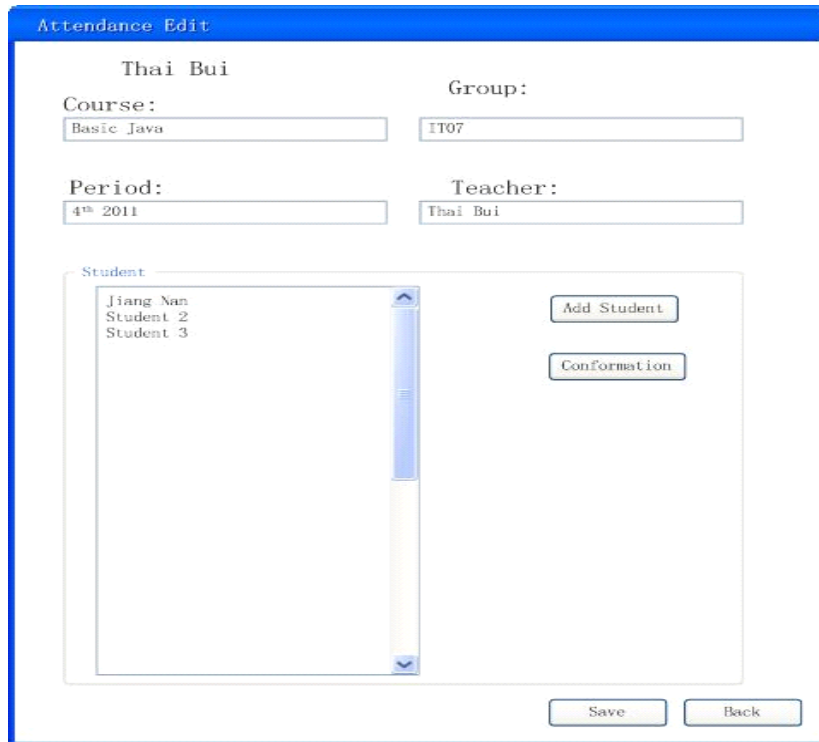 Attendance Edit
Thai Bui
Group:
Course:
Basic Java
IT07
Period:
Teacher:
4th 2011
Thai Bui
Student
Jiang Nan
Student 2
Student 3
Add Student
Conformation
Save
Back